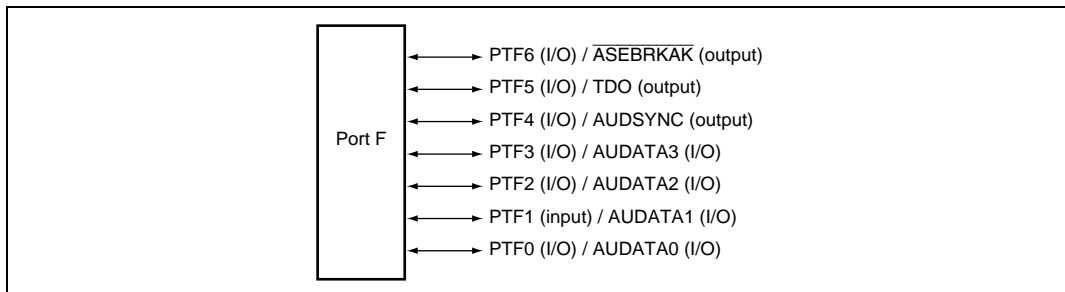 Port F
PTF6 (I/O) / ASEBRKAK (output)
PTF5 (I/O) / TDO (output)
PTF4 (I/O) / AUDSYNC (output)
PTF3 (I/O) / AUDATA3 (I/O)
PTF2 (I/O) / AUDATA2 (I/O)
PTF1 (input) / AUDATA1 (I/O)
PTF0 (I/O) / AUDATA0 (I/O)